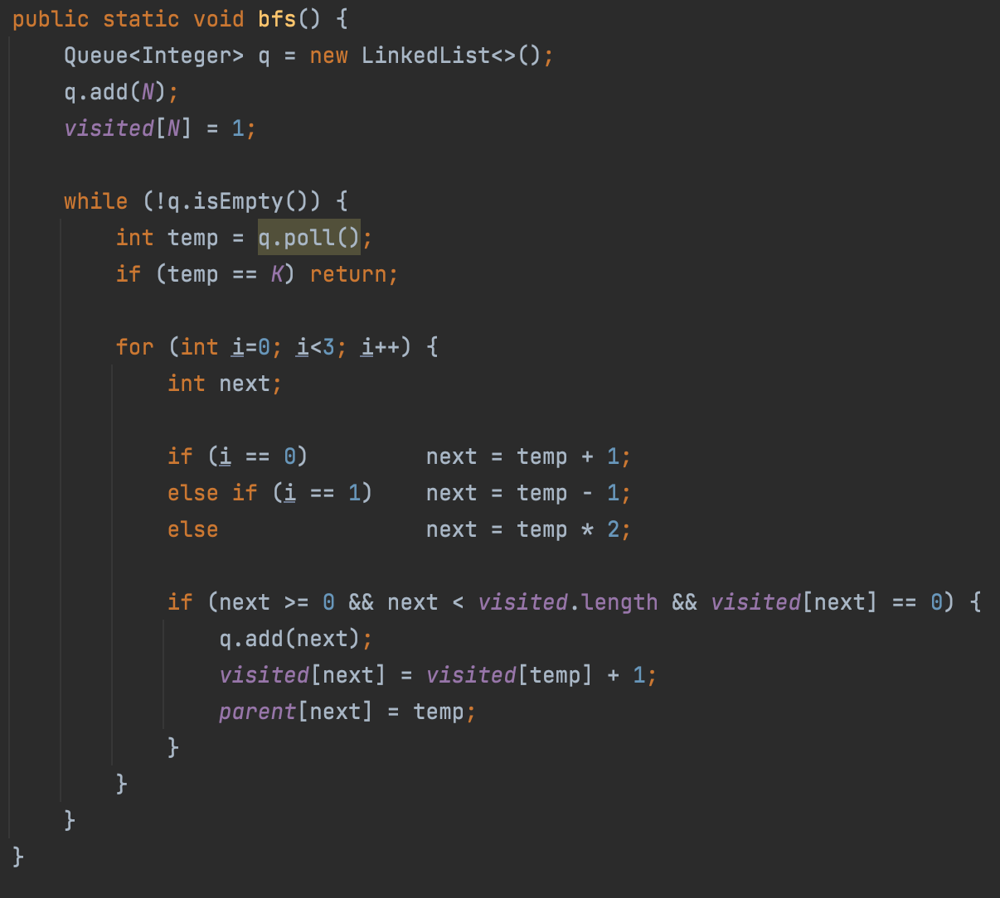 public static void bfs() {
    Queue<Integer> q = new LinkedList<>();
    q.add(N);
    visited[N] = 1;

    while (!q.isEmpty()) {
        int temp = q.poll();
        if (temp == K) return;

        for (int i=0; i<3; i++) {
            int next;

            if (i == 0)         next = temp + 1;
            else if (i == 1)    next = temp - 1;
            else                next = temp * 2;

            if (next >= 0 && next < visited.length && visited[next] == 0) {
                q.add(next);
                visited[next] = visited[temp] + 1;
                parent[next] = temp;
            }
        }
    }
}